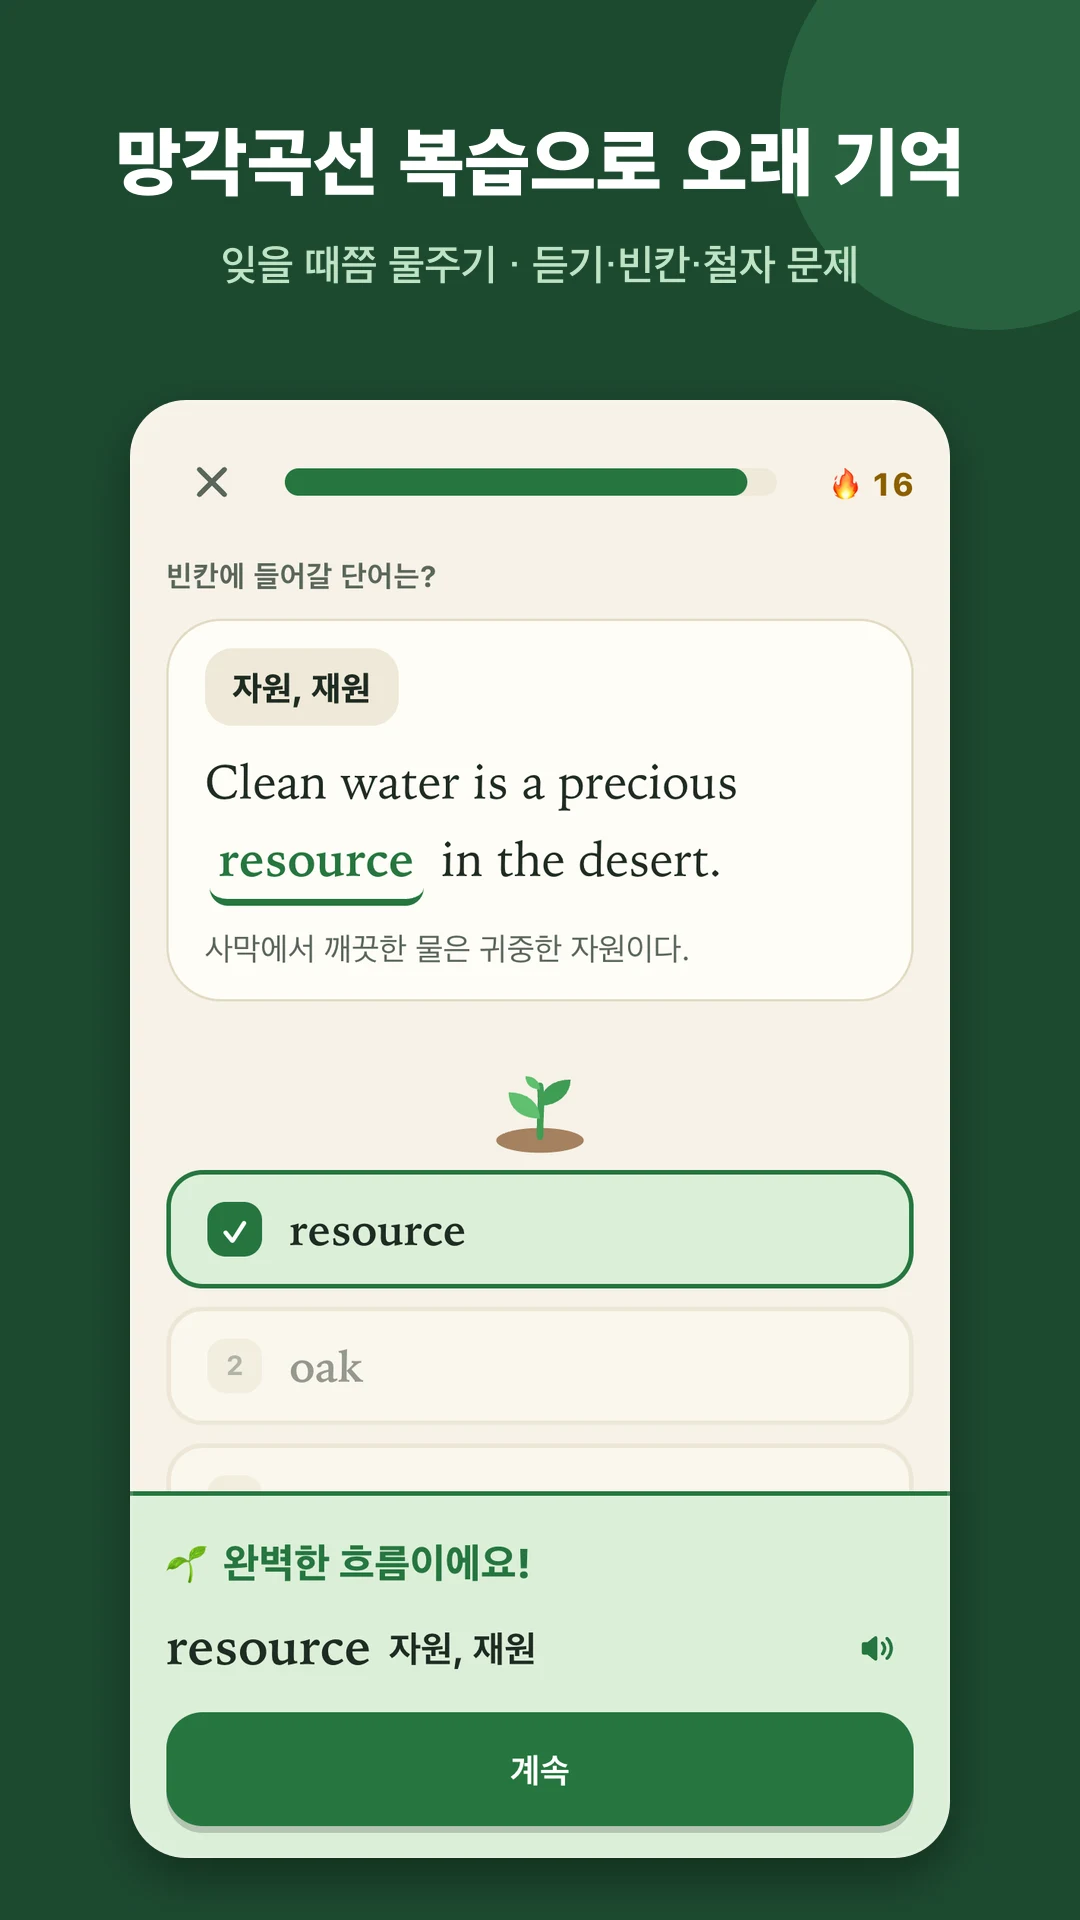 망각곡선 복습으로 오래 기억
잊을 때쯤 물주기 · 듣기·빈칸·철자 문제
16
빈칸에 들어갈 단어는?
자원, 재원
Clean water is a precious
resource in the desert.
사막에서 깨끗한 물은 귀중한 자원이다.
resource
2 oak
완벽한 흐름이에요!
resource 자원, 재원
계속